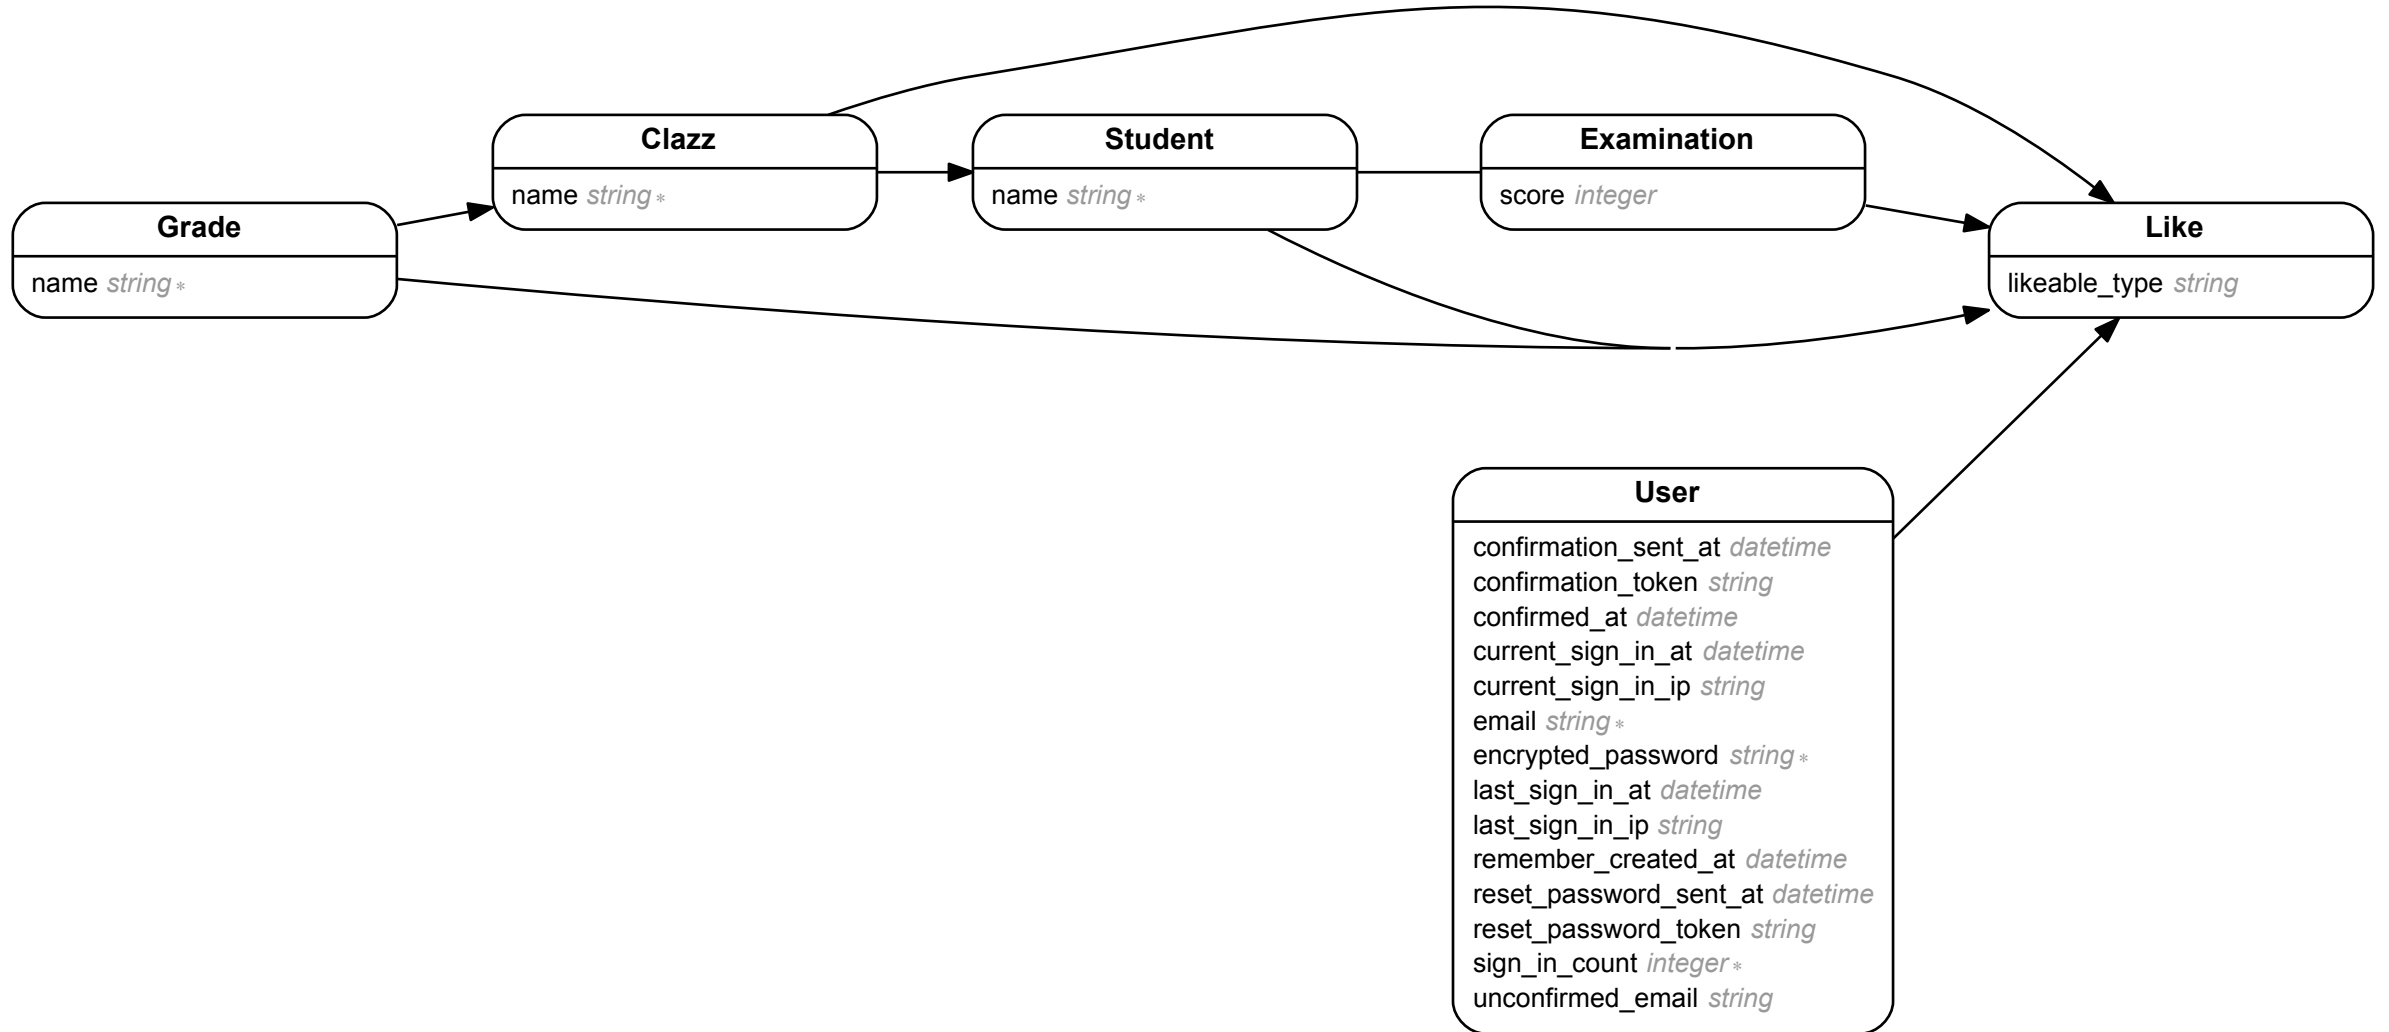 Clazz
name string *
Student
name string *
Examination
score integer
Grade
name string *
Like
likeable_type string
User
confirmation_sent_at datetime
confirmation_token string
confirmed_at datetime
current_sign_in_at datetime
current_sign_in_ip string
email string *
encrypted_password string *
last_sign_in_at datetime
last_sign_in_ip string
remember_created_at datetime
reset_password_sent_at datetime
reset_password_token string
sign_in_count integer *
unconfirmed_email string